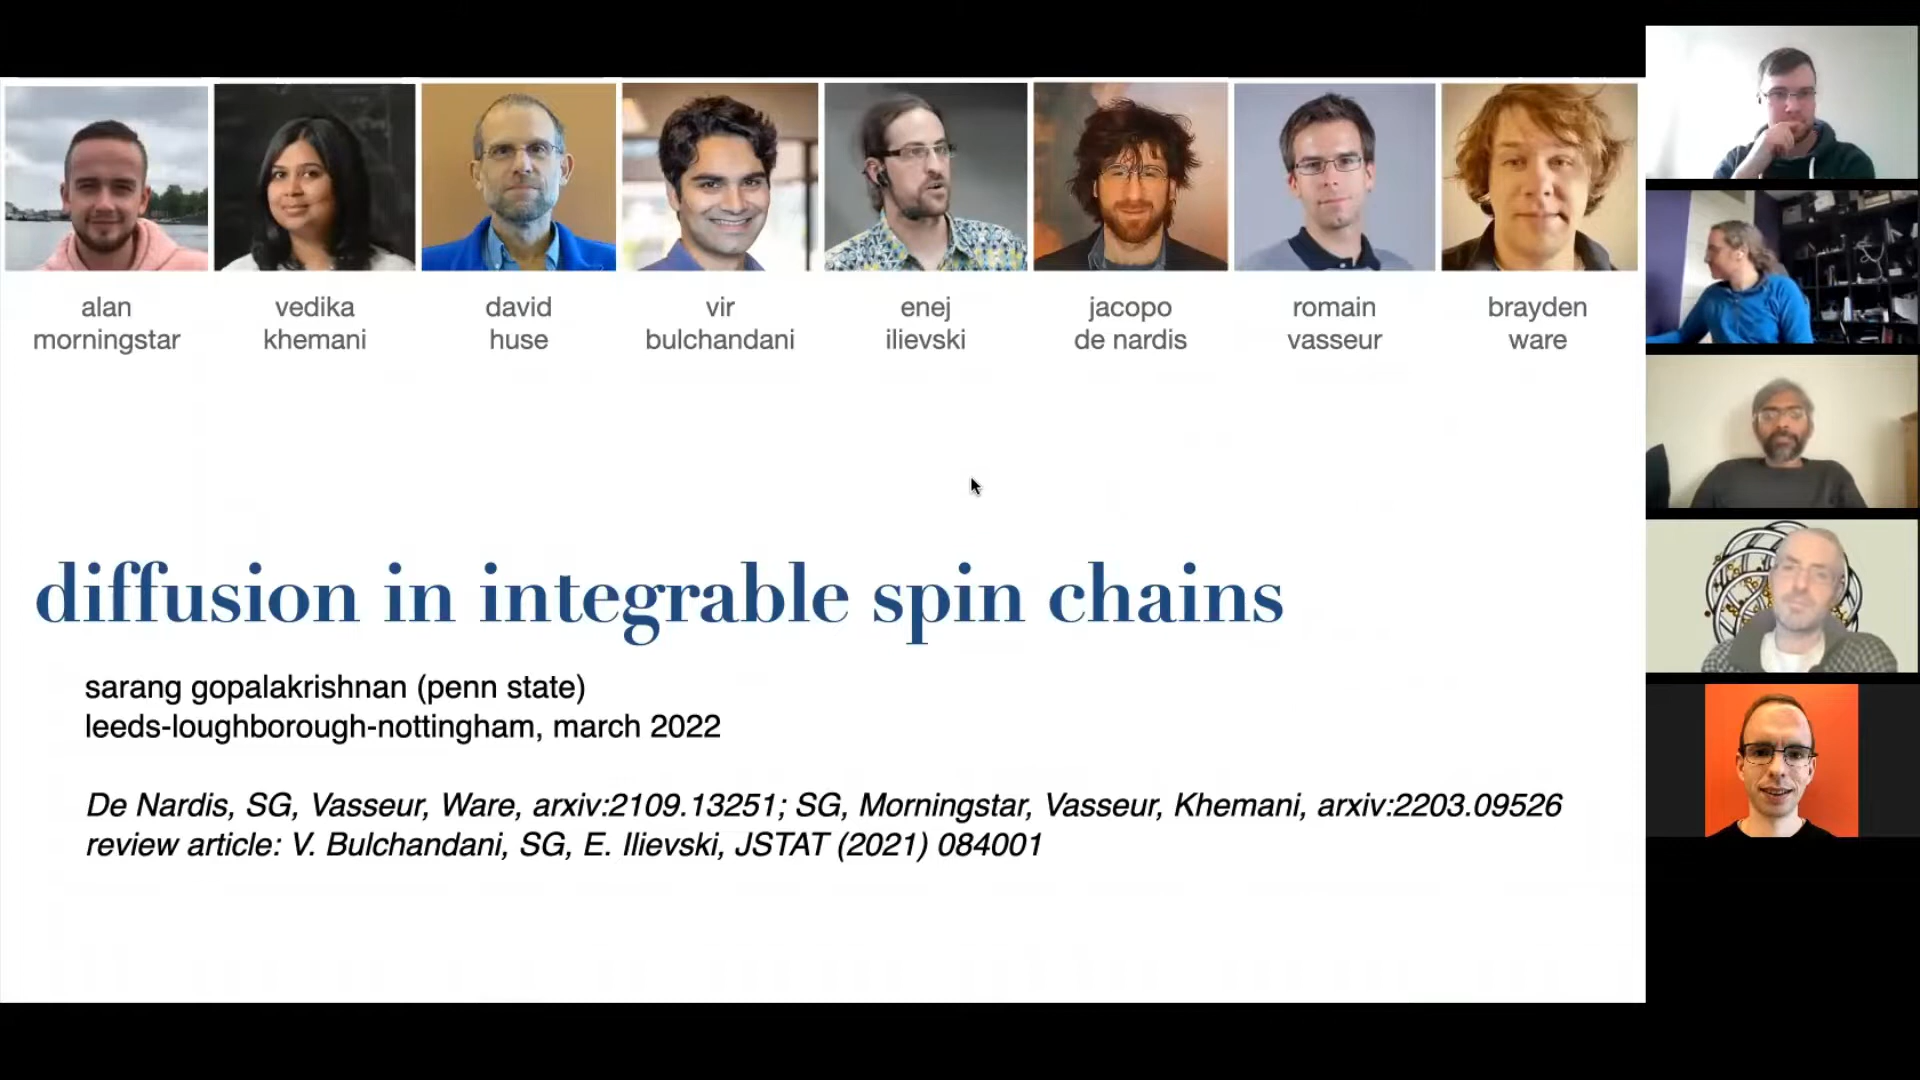 alan
morningstar
vedika
khemani
david
huse
vir
bulchandani
enej
ilievski
jacopo
de nardis
romain
vasseur
brayden
ware
diffusion in integrable spin chains
sarang gopalakrishnan (penn state)
leeds-loughborough-nottingham, march 2022
De Nardis, SG, Vasseur, Ware, arxiv:2109.13251; SG, Morningstar, Vasseur, Khemani, arxiv:2203.09526
review article: V. Bulchandani, SG, E. Ilievski, JSTAT (2021) 084001